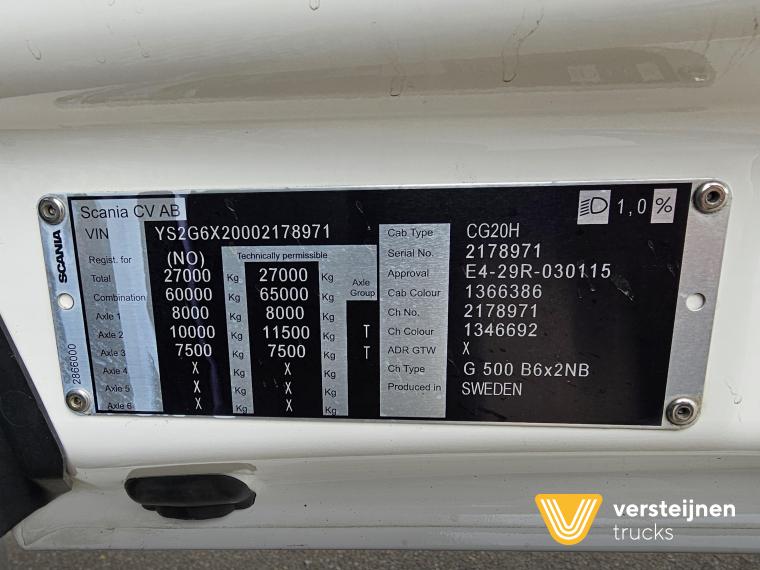 Scania CV AB
1,0 %
VIN YS2G6X20002178971
Regist. for (NO) Technically permissible
Total 27000 Kg 27000 Kg Axle Group
Combination 60000 Kg 65000 Kg
Axle 1 8000 Kg 8000 Kg
Axle 2 10000 Kg 11500 Kg T
Axle 3 7500 Kg 7500 Kg T
Axle 4 X Kg X Kg
Axle 5 X Kg X Kg
Axle 6 X Kg X Kg
Cab Type CG20H
Serial No. 2178971
Approval E4-29R-030115
Cab Colour 1366386
Ch No. 2178971
Ch Colour 1346692
ADR GTW X
Ch Type G 500 B6x2NB
Produced in SWEDEN
SCANIA
2866000
versteijnen
trucks